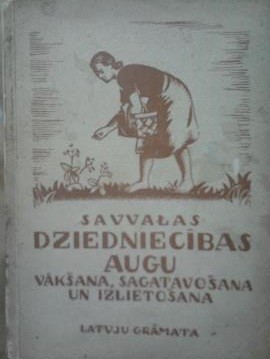 SAVVAĻAS
DZIEDNIECĪBAS
AUGU
VĀKŠANA, SAGATAVOŠANA
UN IZLIETOŠANA
LATVJU GRĀMATA